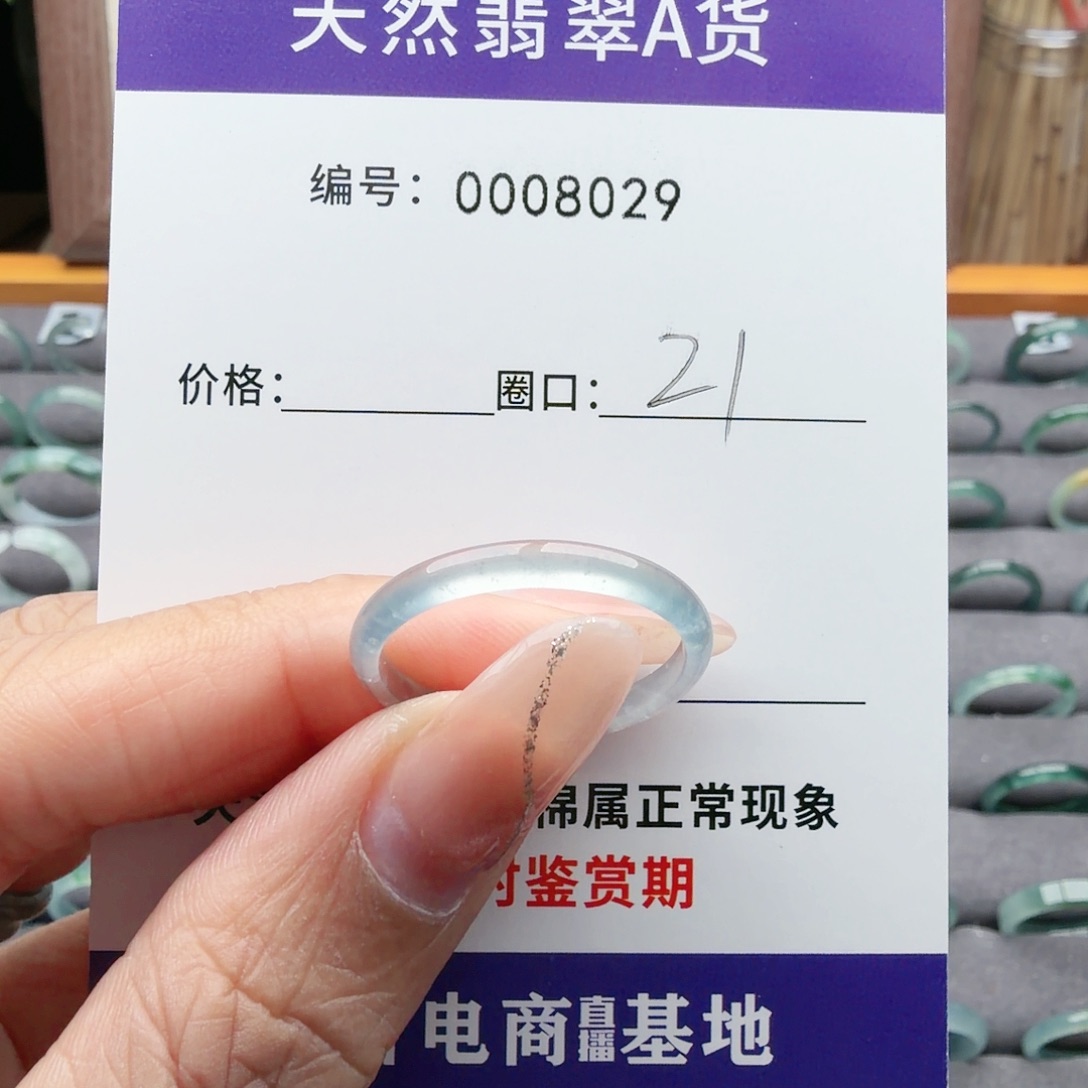 天然翡翠A货
编号：0008029
价格： 圈口：21
棉属正常现象
时鉴赏期
电商直播基地